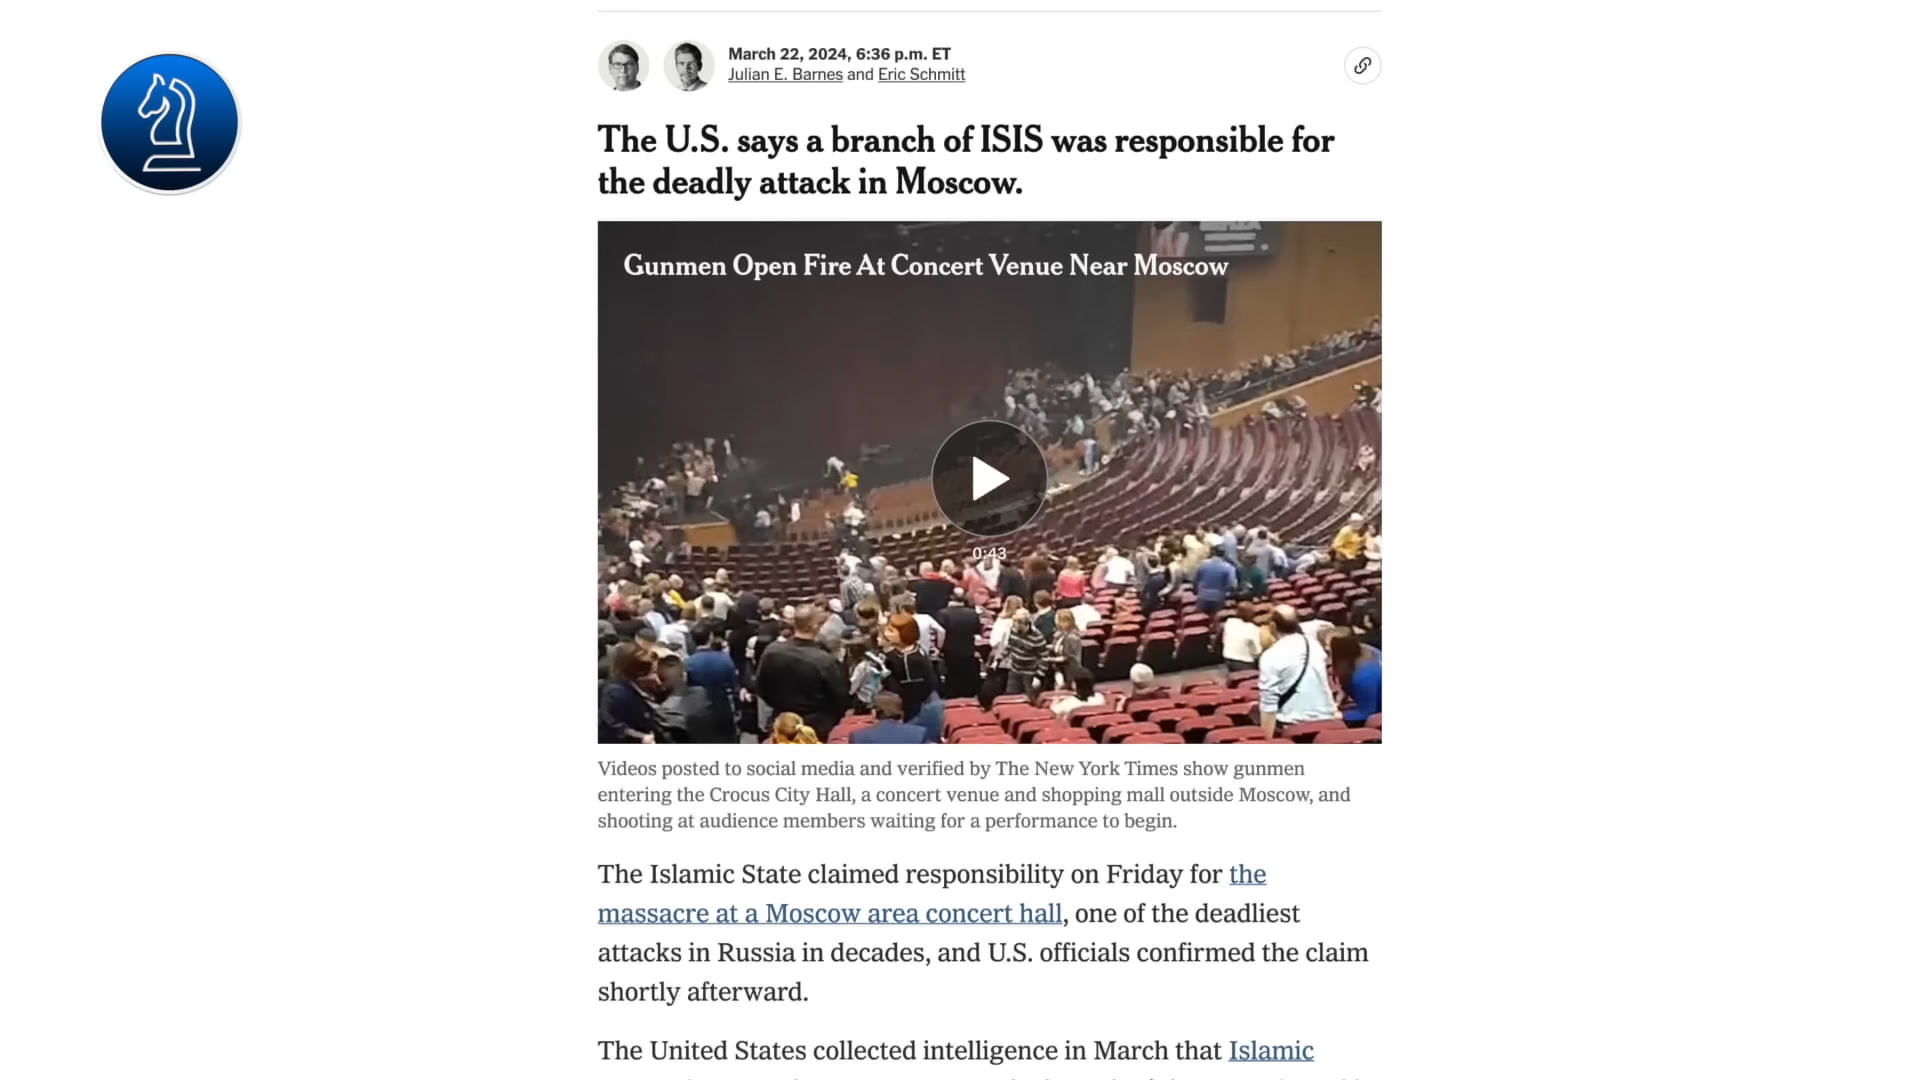 March 22, 2024, 6:36 p.m. ET
Julian E. Barnes and Eric Schmitt
The U.S. says a branch of ISIS was responsible for
the deadly attack in Moscow.
Gunmen Open Fire At Concert Venue Near Moscow
0:43
Videos posted to social media and verified by The New York Times show gunmen
entering the Crocus City Hall, a concert venue and shopping mall outside Moscow, and
shooting at audience members waiting for a performance to begin.
The Islamic State claimed responsibility on Friday for the
massacre at a Moscow area concert hall, one of the deadliest
attacks in Russia in decades, and U.S. officials confirmed the claim
shortly afterward.
The United States collected intelligence in March that Islamic